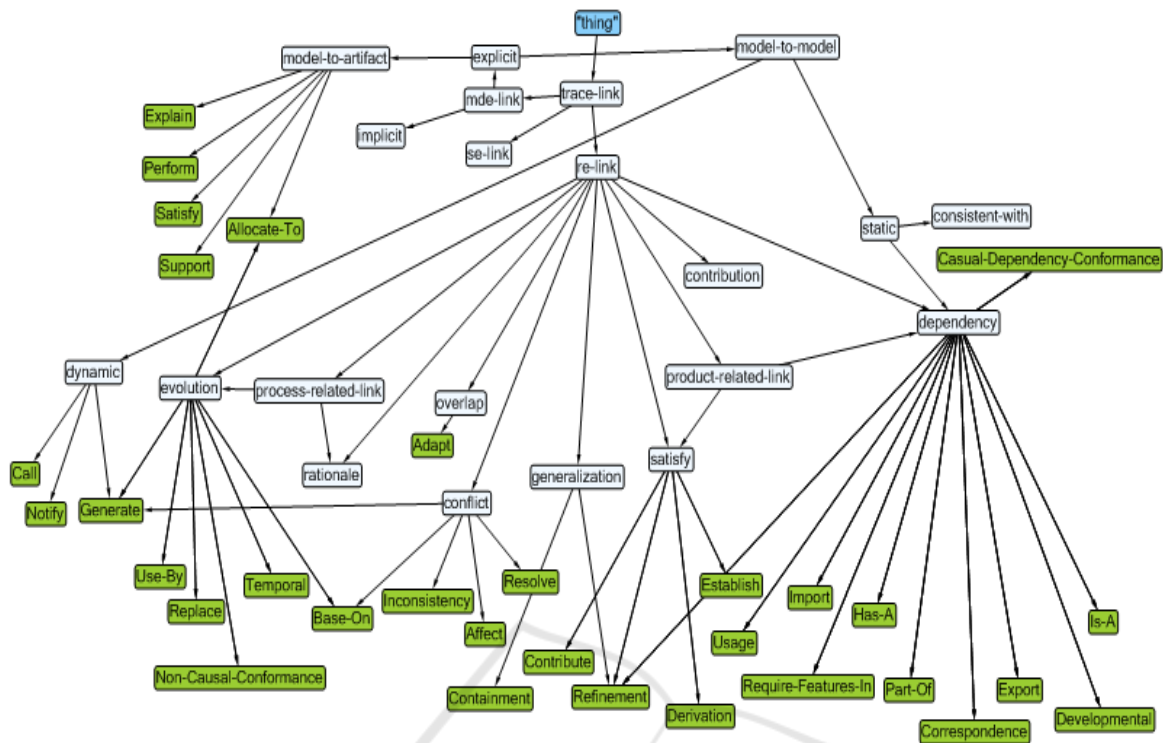 "thing"
model-to-artifact
explicit
model-to-model
mde-link
trace-link
Explain
implicit
se-link
Perform
re-link
Satisfy
Allocate-To
consistent-with
static
Support
contribution
Casual-Dependency-Conformance
dependency
dynamic
evolution
process-related-link
overlap
product-related-link
Adapt
Call
rationale
generalization
satisfy
Notify
Generate
conflict
Use-By
Temporal
Resolve
Establish
Replace
Base-On
Inconsistency
Import
Has-A
Is-A
Affect
Usage
Non-Causal-Conformance
Contribute
Containment
Refinement
Require-Features-In
Part-Of
Export
Derivation
Correspondence
Developmental